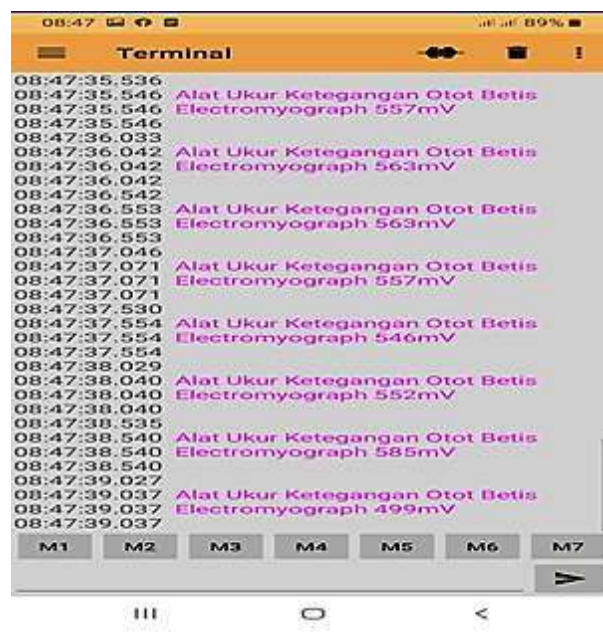 08:47 89%
Terminal
08:47:35.536
08:47:35.546 Alat Ukur Ketegangan Otot Betis
08:47:35.546 Electromyograph 557mV
08:47:35.546
08:47:36.033
08:47:36.042 Alat Ukur Ketegangan Otot Betis
08:47:36.042 Electromyograph 563mV
08:47:36.042
08:47:36.542
08:47:36.553 Alat Ukur Ketegangan Otot Betis
08:47:36.553 Electromyograph 563mV
08:47:36.553
08:47:37.046
08:47:37.071 Alat Ukur Ketegangan Otot Betis
08:47:37.071 Electromyograph 557mV
08:47:37.071
08:47:37.530
08:47:37.554 Alat Ukur Ketegangan Otot Betis
08:47:37.554 Electromyograph 546mV
08:47:37.554
08:47:38.029
08:47:38.040 Alat Ukur Ketegangan Otot Betis
08:47:38.040 Electromyograph 552mV
08:47:38.040
08:47:38.535
08:47:38.540 Alat Ukur Ketegangan Otot Betis
08:47:38.540 Electromyograph 585mV
08:47:38.540
08:47:39.027
08:47:39.037 Alat Ukur Ketegangan Otot Betis
08:47:39.037 Electromyograph 499mV
08:47:39.037
M1 M2 M3 M4 M5 M6 M7